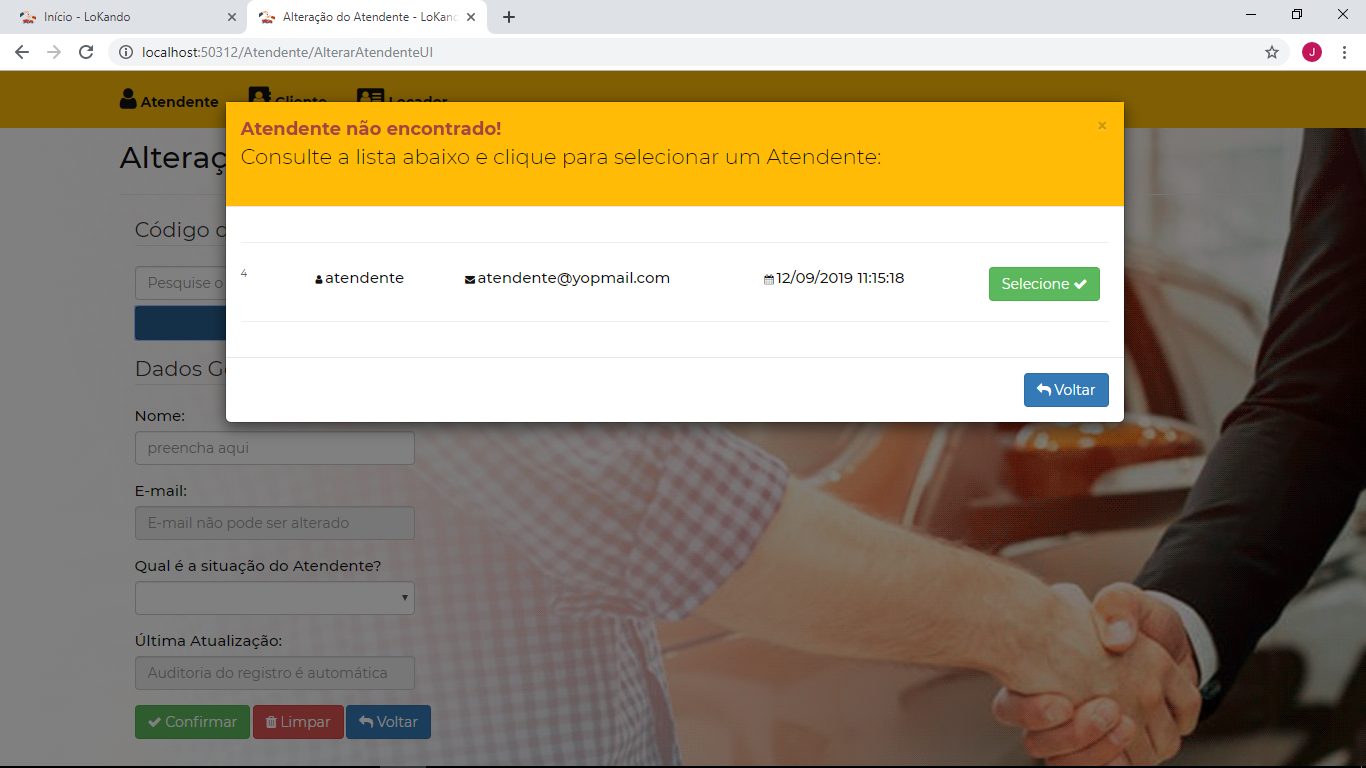 Início - LoKando
Alteração do Atendente - LoKand
localhost:50312/Atendente/AlterarAtendenteUI
J
Atendente Cliente Locador
Alteraç
Atendente não encontrado!
×
Consulte a lista abaixo e clique para selecionar um Atendente:
Código d
Pesquise o
4 atendente atendente@yopmail.com 12/09/2019 11:15:18 Selecione
Dados G
Voltar
Nome:
preencha aqui
E-mail:
E-mail não pode ser alterado
Qual é a situação do Atendente?
Última Atualização:
Auditoria do registro é automática
Confirmar Limpar Voltar